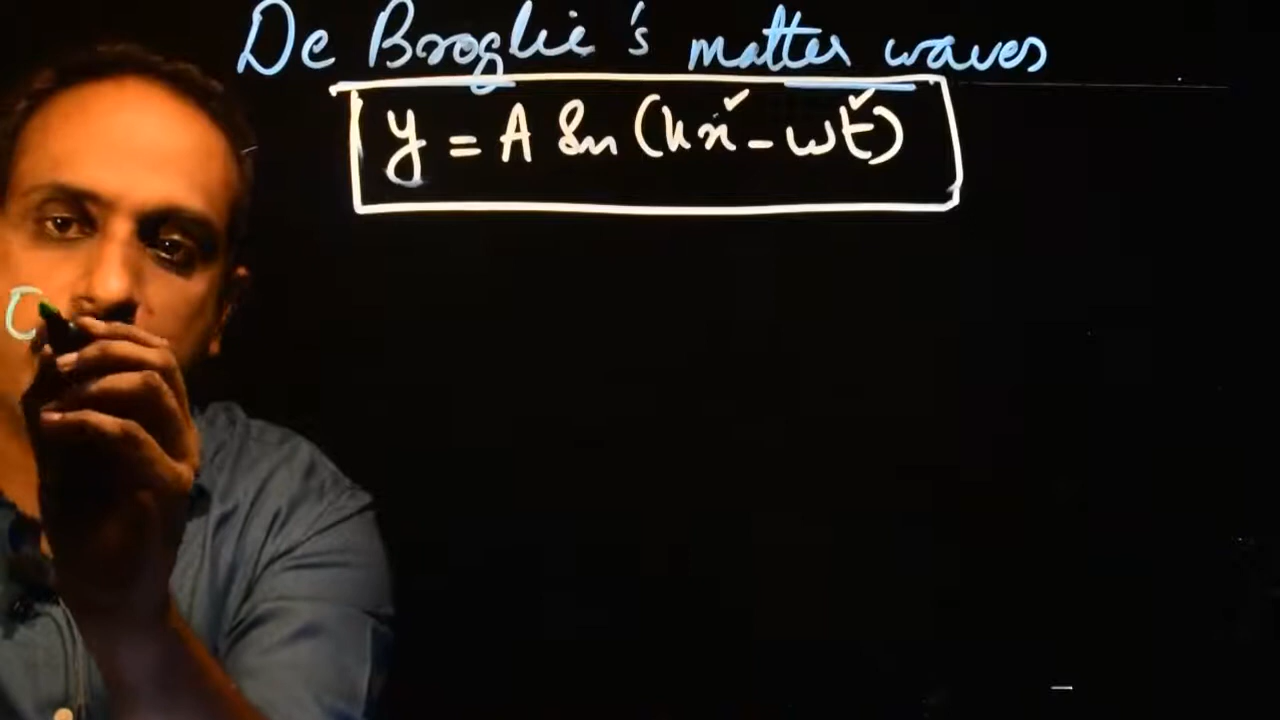 De Broglie's matter waves
y = A Sin (kx - ωt)
C